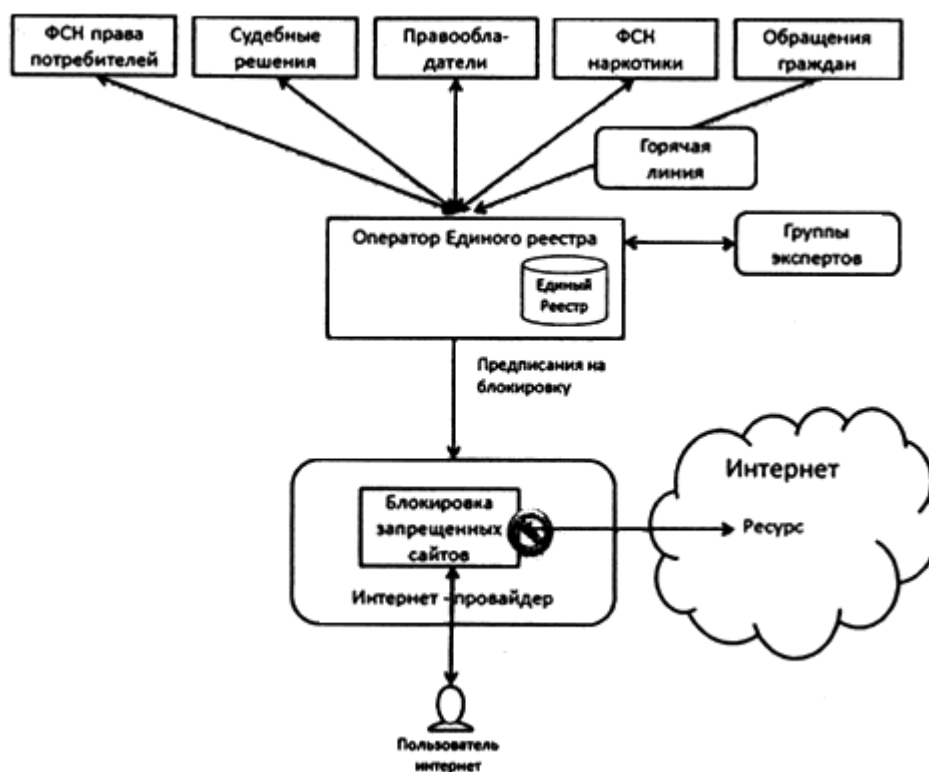 ФСН права
потребителей
Судебные
решения
Правообла-
датели
ФСН
наркотики
Обращения
граждан
Горячая
линия
Оператор Единого реестра
Группы
экспертов
Единый
Реестр
Предписания на
блокировку
Интернет
Блокировка
запрещенных
сайтов
Ресурс
Интернет - провайдер
Пользователь
интернет